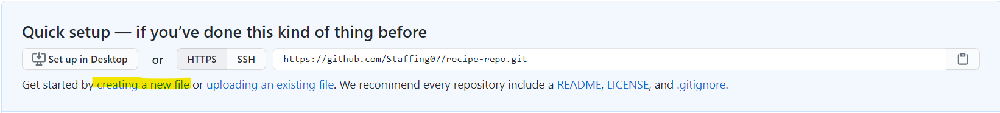 Quick setup — if you’ve done this kind of thing before
Set up in Desktop or HTTPS SSH https://github.com/Staffing07/recipe-repo.git
Get started by creating a new file or uploading an existing file. We recommend every repository include a README, LICENSE, and .gitignore.